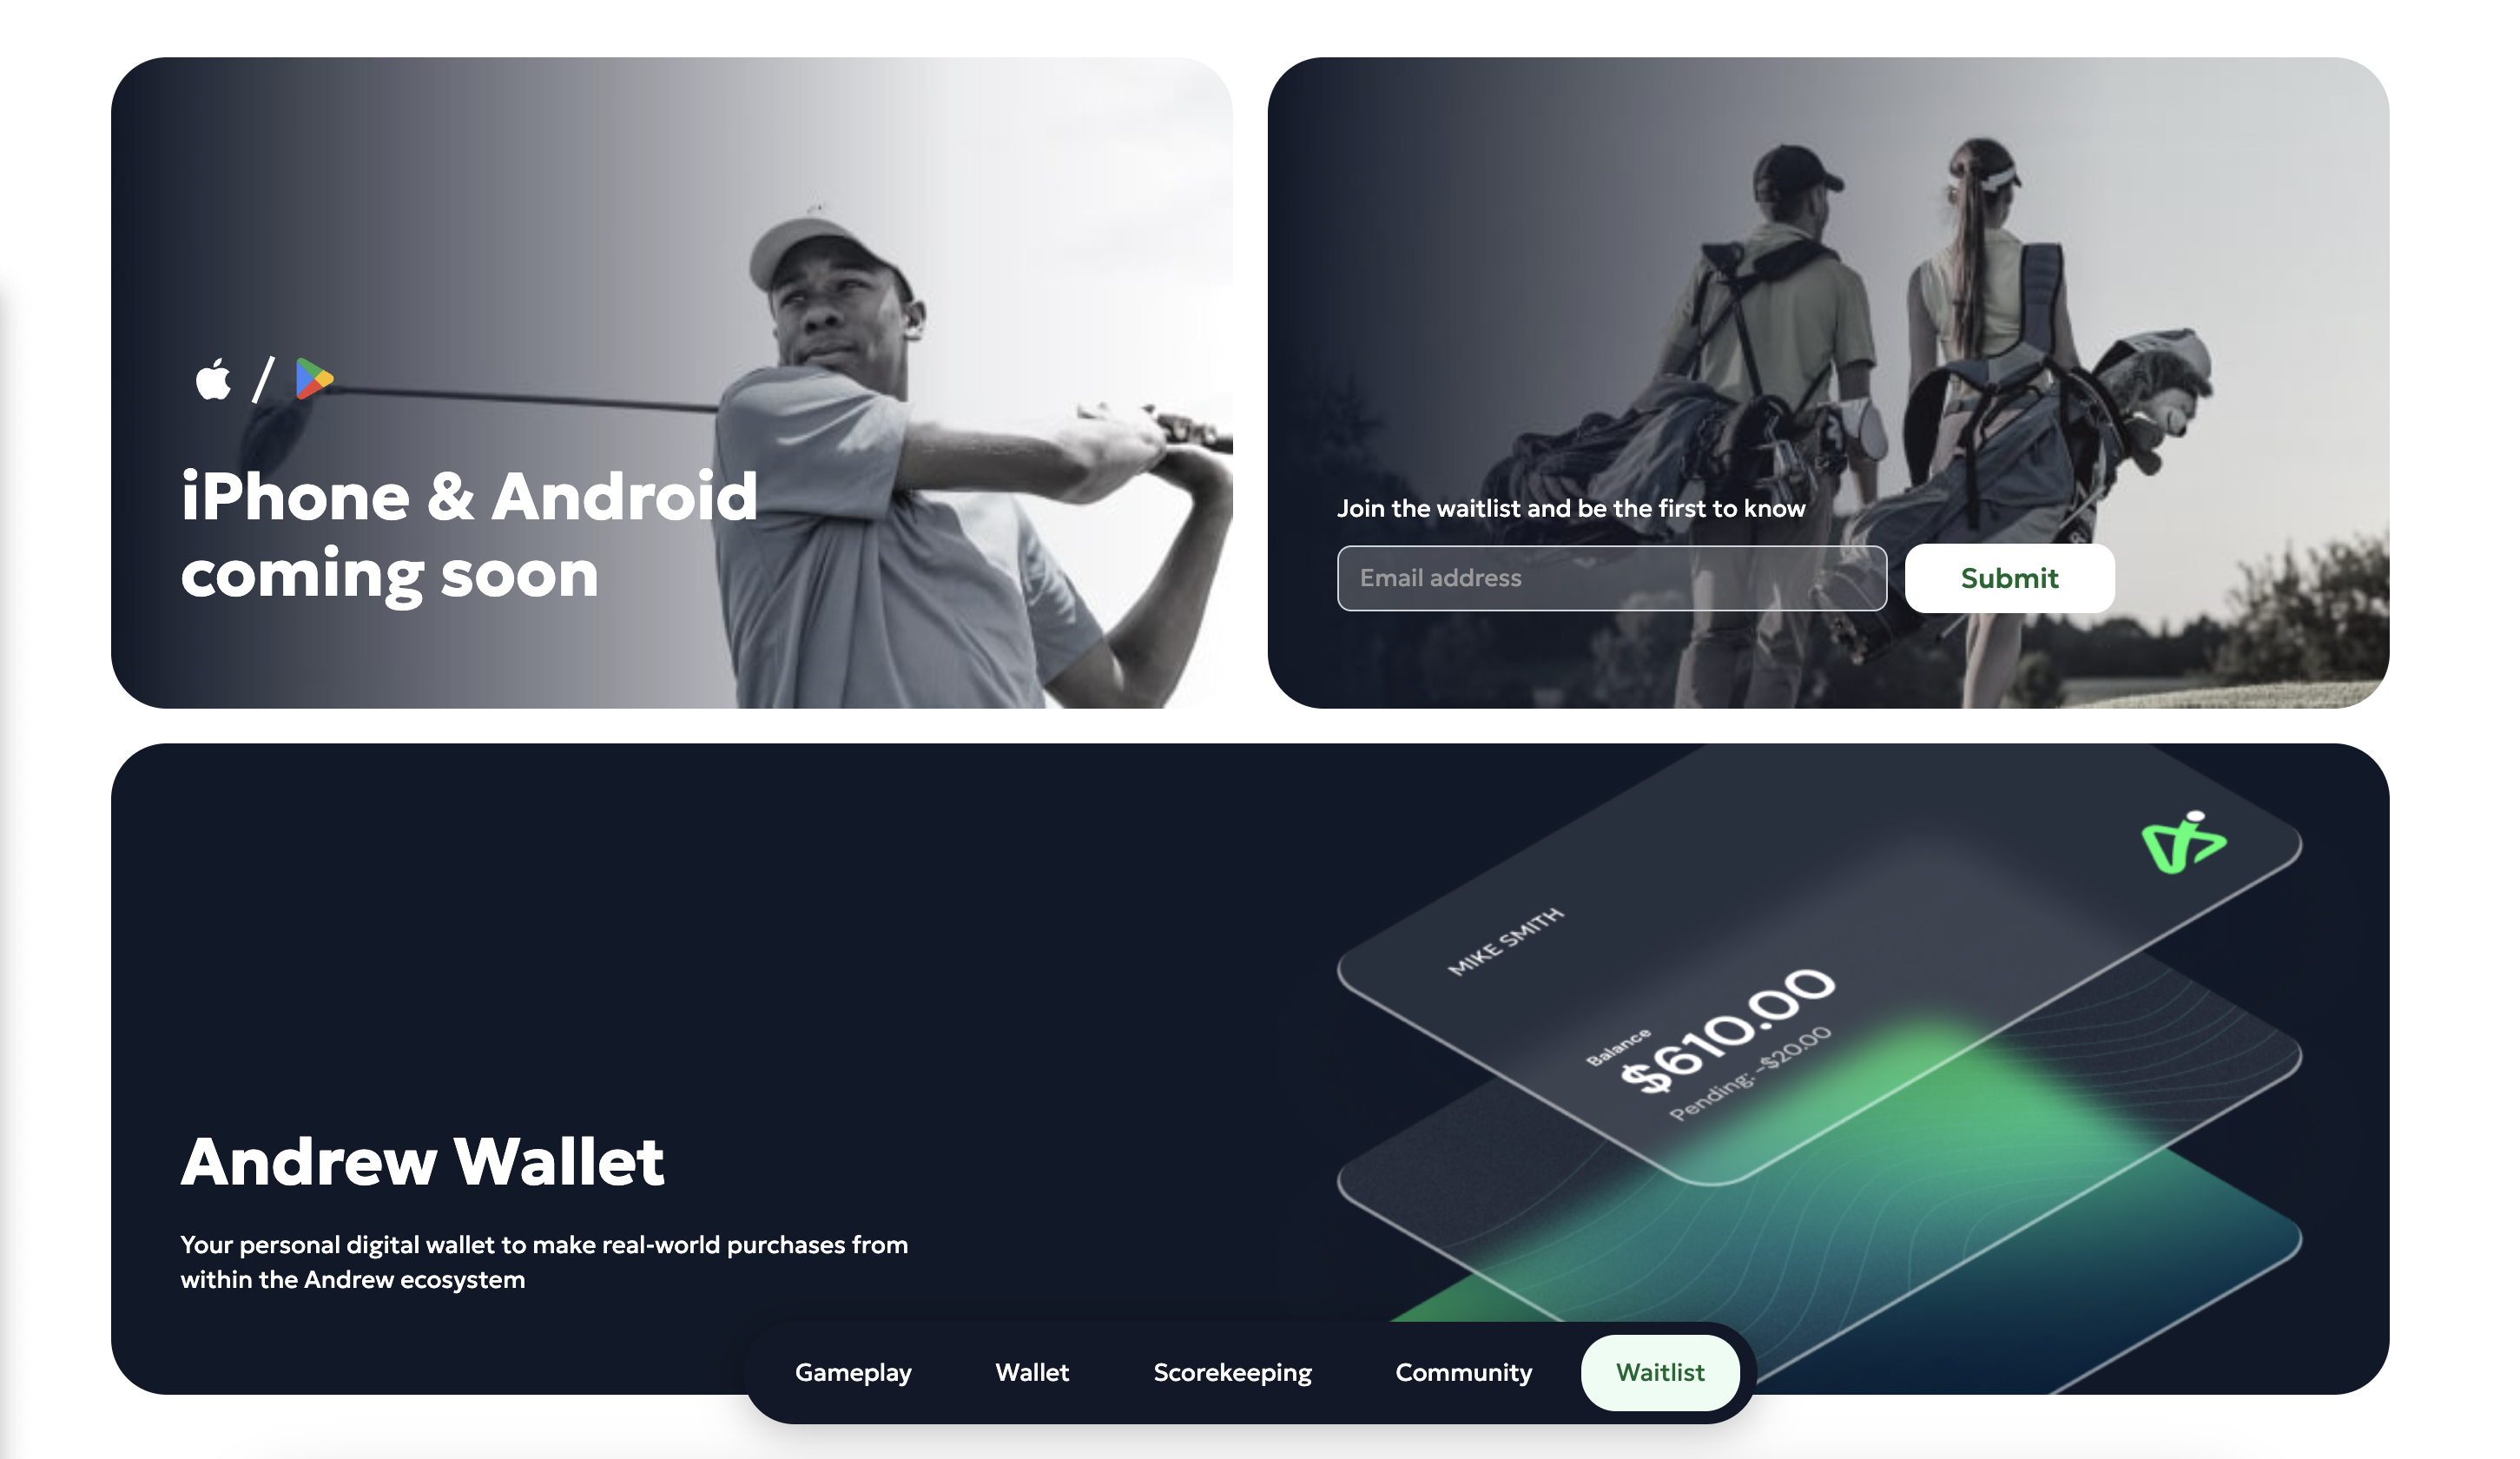 iPhone & Android
coming soon
Join the waitlist and be the first to know
Email address
Submit
MIKE SMITH
Balance
$610.00
Pending: -$20.00
Andrew Wallet
Your personal digital wallet to make real-world purchases from
within the Andrew ecosystem
Gameplay
Wallet
Scorekeeping
Community
Waitlist